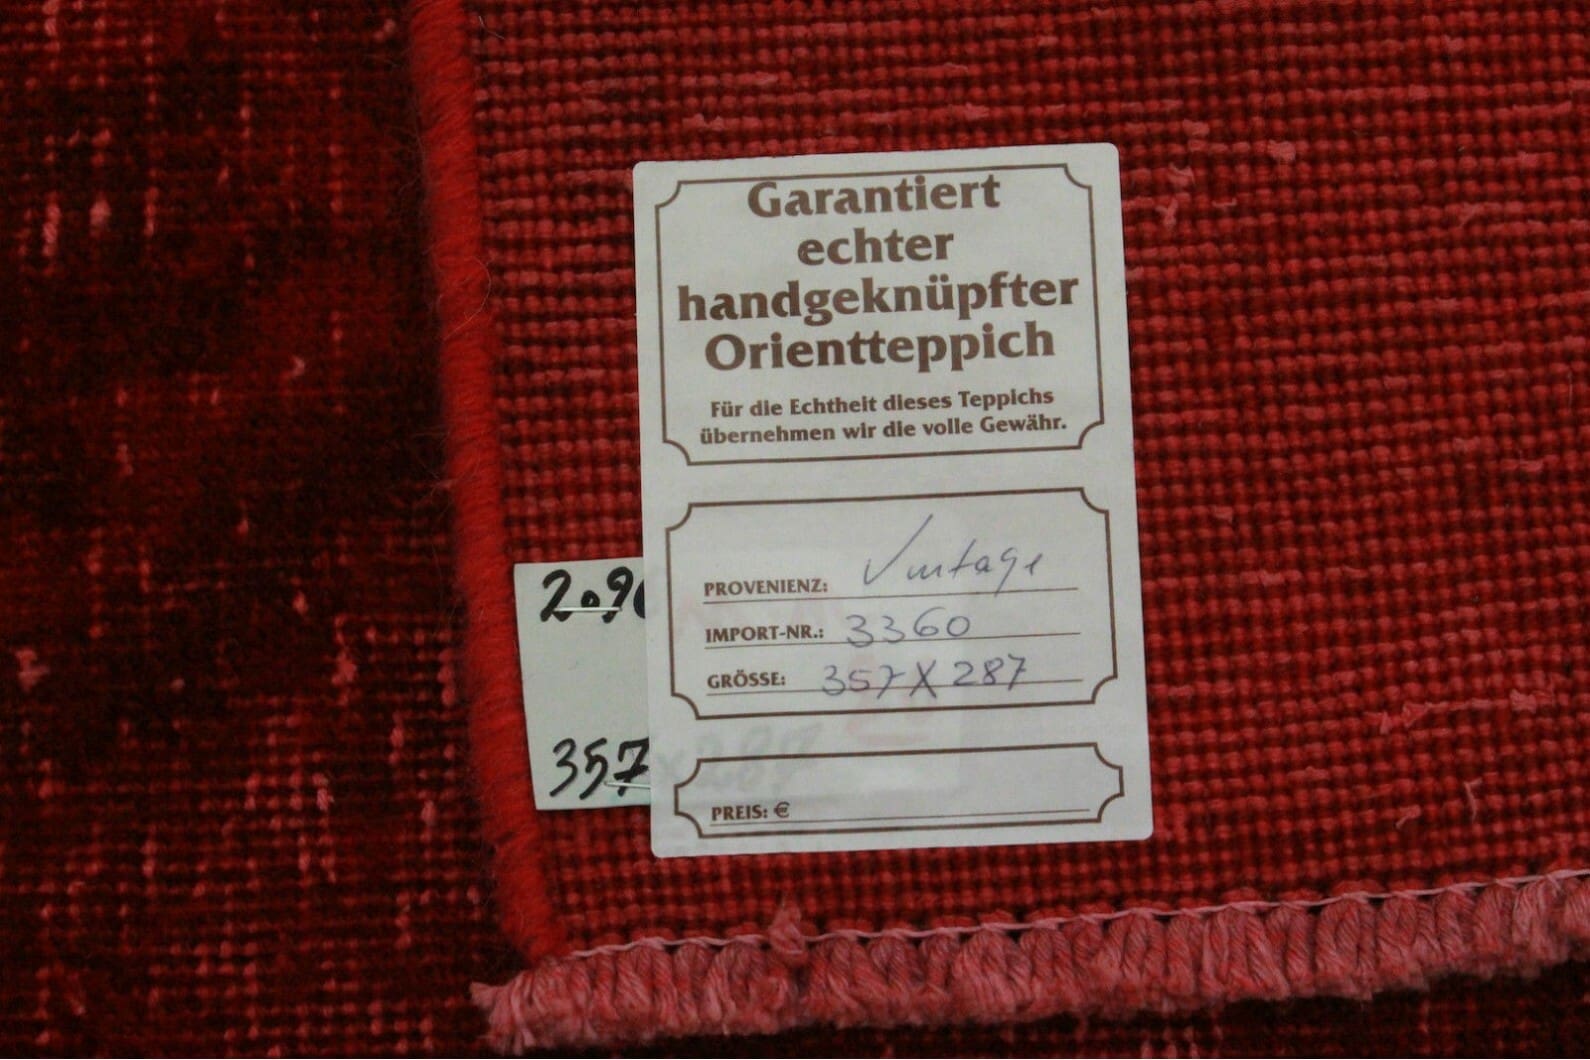 Garantiert
echter
handgeknüpfter
Orientteppich
Für die Echtheit dieses Teppichs
übernehmen wir die volle Gewähr.
PROVENIENZ: Vintage
IMPORT-NR.: 3360
GRÖSSE: 357 X 287
PREIS: €
357 x 287